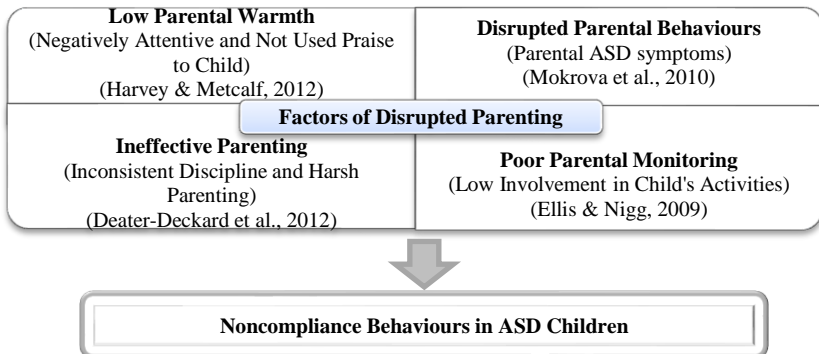 Low Parental Warmth
(Negatively Attentive and Not Used Praise
to Child)
(Harvey & Metcalf, 2012)
Disrupted Parental Behaviours
(Parental ASD symptoms)
(Mokrova et al., 2010)
Factors of Disrupted Parenting
Ineffective Parenting
(Inconsistent Discipline and Harsh
Parenting)
(Deater-Deckard et al., 2012)
Poor Parental Monitoring
(Low Involvement in Child's Activities)
(Ellis & Nigg, 2009)
Noncompliance Behaviours in ASD Children